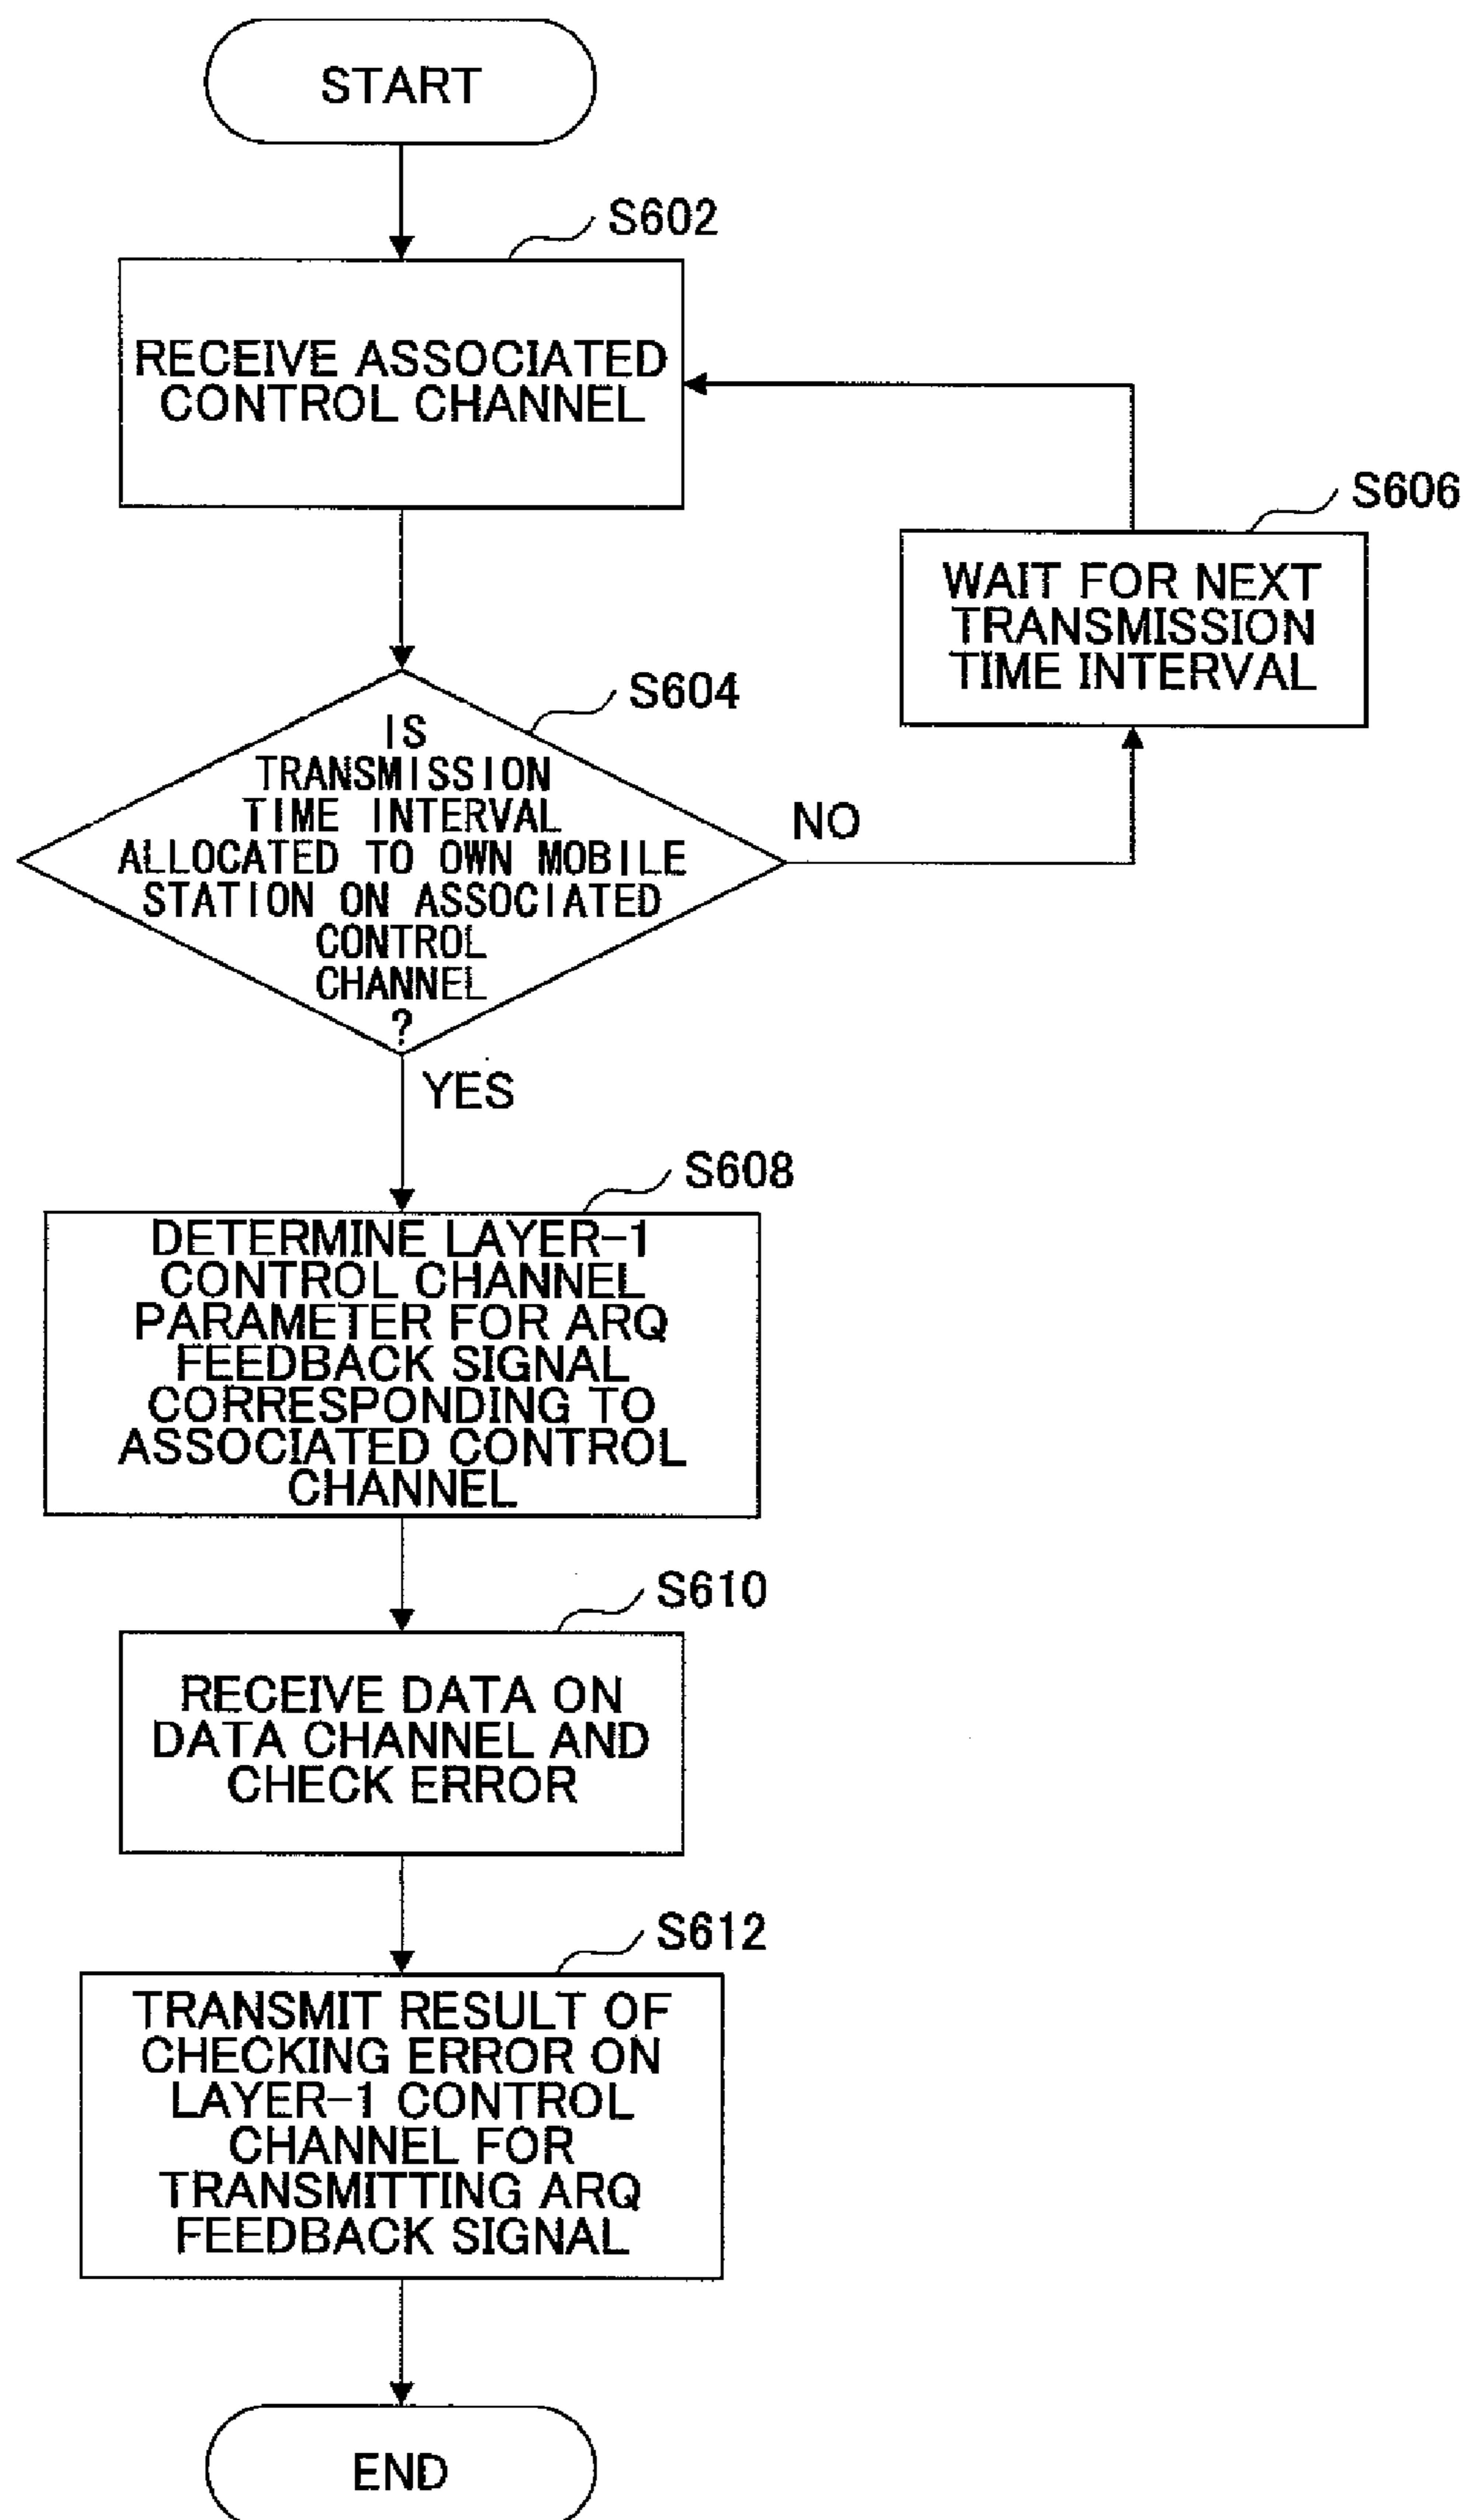 START
S602
RECEIVE ASSOCIATED
CONTROL CHANNEL
S606
WAIT FOR NEXT
TRANSMISSION
TIME INTERVAL
S604
IS
TRANSMISSION
TIME INTERVAL
ALLOCATED TO OWN MOBILE
STATION ON ASSOCIATED
CONTROL
CHANNEL
?
NO
YES
S608
DETERMINE LAYER-1
CONTROL CHANNEL
PARAMETER FOR ARQ
FEEDBACK SIGNAL
CORRESPONDING TO
ASSOCIATED CONTROL
CHANNEL
S610
RECEIVE DATA ON
DATA CHANNEL AND
CHECK ERROR
S612
TRANSMIT RESULT OF
CHECKING ERROR ON
LAYER-1 CONTROL
CHANNEL FOR
TRANSMITTING ARQ
FEEDBACK SIGNAL
END